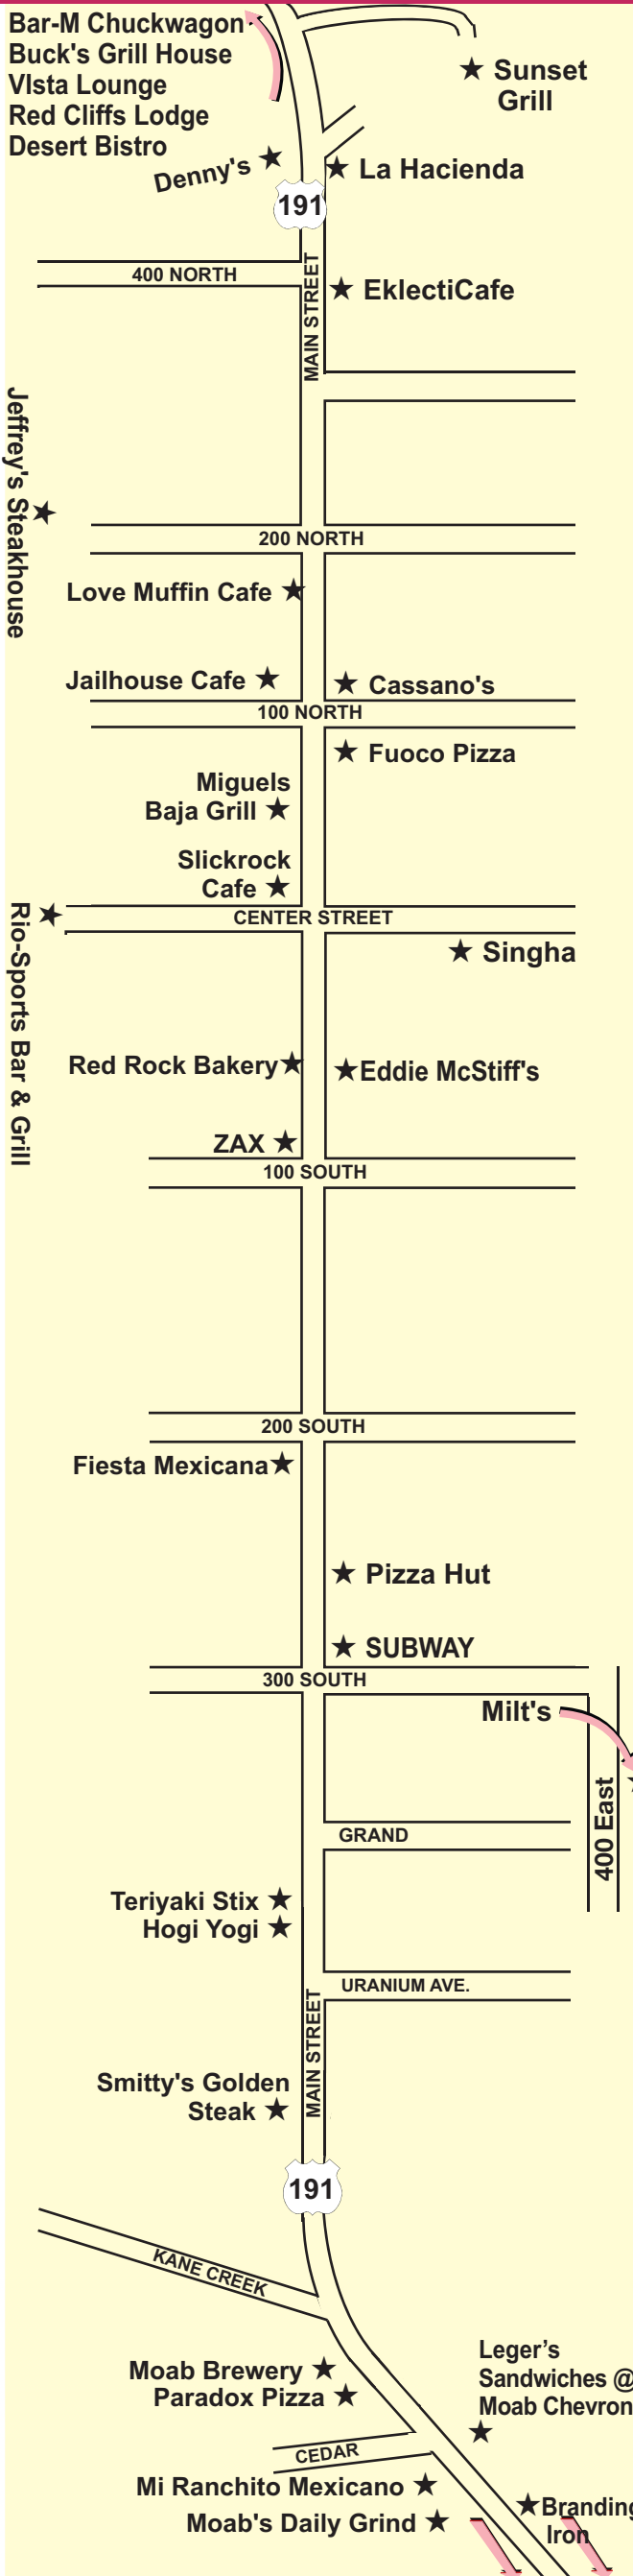 Bar-M Chuckwagon
Buck's Grill House
VIsta Lounge
Red Cliffs Lodge
Desert Bistro
Sunset
Grill
Denny's
La Hacienda
191
400 NORTH
MAIN STREET
EklectiCafe
Jeffrey's Steakhouse
200 NORTH
Love Muffin Cafe
Jailhouse Cafe
Cassano's
100 NORTH
Fuoco Pizza
Miguels
Baja Grill
Slickrock
Cafe
CENTER STREET
Rio-Sports Bar & Grill
Singha
Red Rock Bakery
Eddie McStiff's
ZAX
100 SOUTH
200 SOUTH
Fiesta Mexicana
Pizza Hut
SUBWAY
300 SOUTH
Milt's
400 East
GRAND
Teriyaki Stix
Hogi Yogi
URANIUM AVE.
MAIN STREET
Smitty's Golden
Steak
191
KANE CREEK
Leger’s
Sandwiches @
Moab Chevron
Moab Brewery
Paradox Pizza
CEDAR
Mi Ranchito Mexicano
Moab's Daily Grind
Branding
Iron